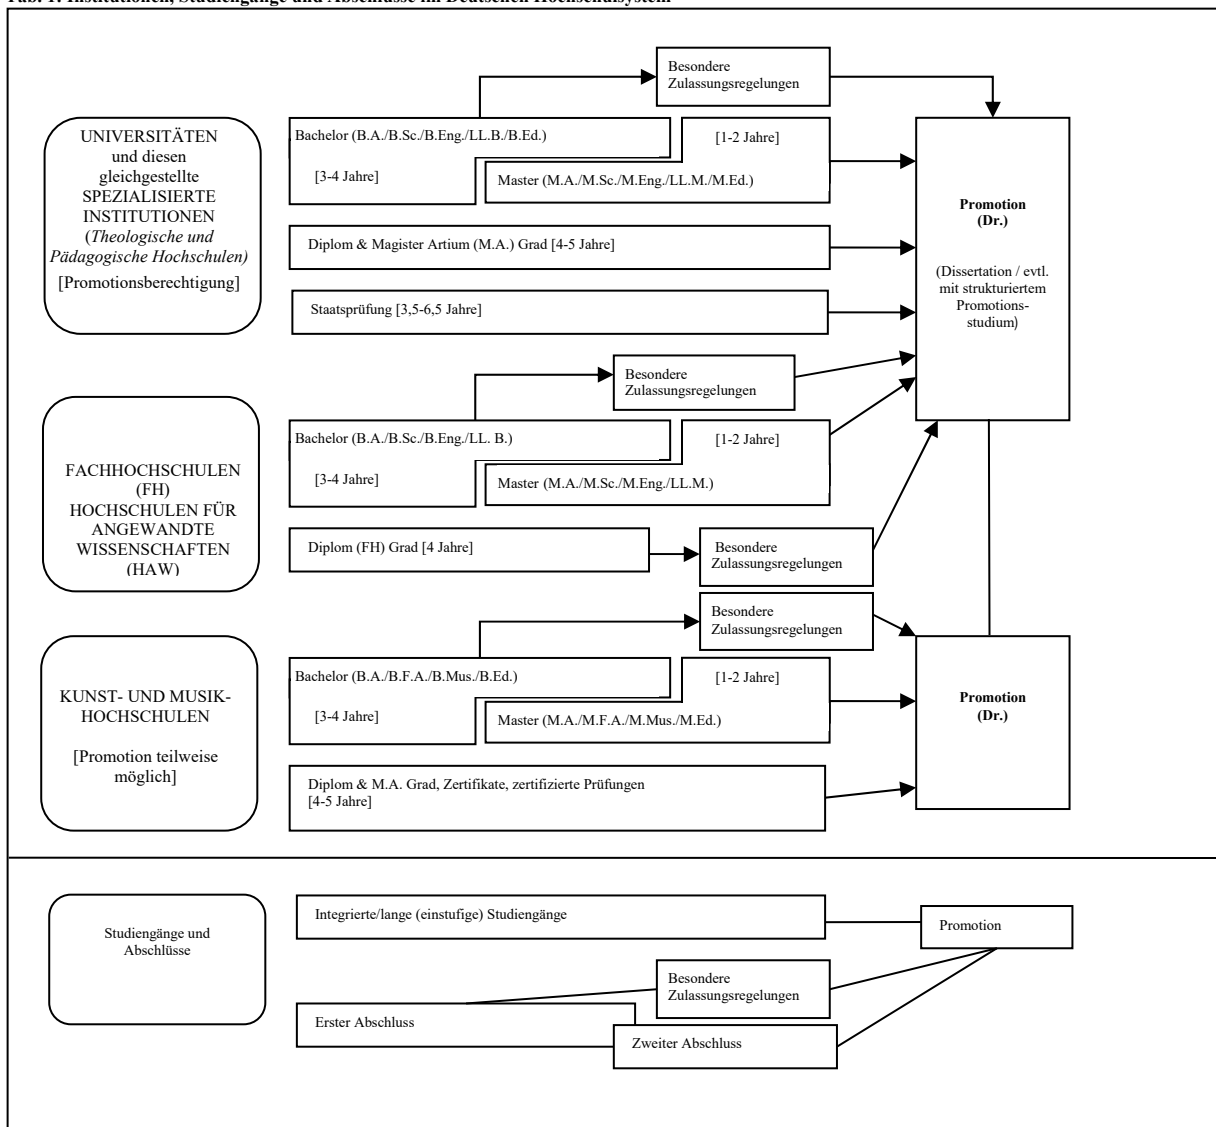 Tab. 1: Institutionen, Studiengänge und Abschlüsse im Deutschen Hochschulsystem
Besondere
Zulassungsregelungen
UNIVERSITÄTEN
und diesen
gleichgestellte
SPEZIALISIERTE
INSTITUTIONEN
(Theologische und
Pädagogische Hochschulen)
[Promotionsberechtigung]
Bachelor (B.A./B.Sc./B.Eng./LL.B./B.Ed.)
[3-4 Jahre]
[1-2 Jahre]
Master (M.A./M.Sc./M.Eng./LL.M./M.Ed.)
Diplom & Magister Artium (M.A.) Grad [4-5 Jahre]
Staatsprüfung [3,5-6,5 Jahre]
Promotion
(Dr.)
(Dissertation / evtl.
mit strukturiertem
Promotions-
studium)
Besondere
Zulassungsregelungen
FACHHOCHSCHULEN
(FH)
HOCHSCHULEN FÜR
ANGEWANDTE
WISSENSCHAFTEN
(HAW)
Bachelor (B.A./B.Sc./B.Eng./LL. B.)
[3-4 Jahre]
[1-2 Jahre]
Master (M.A./M.Sc./M.Eng./LL.M.)
Diplom (FH) Grad [4 Jahre]
Besondere
Zulassungsregelungen
Besondere
Zulassungsregelungen
KUNST- UND MUSIK-
HOCHSCHULEN
[Promotion teilweise
möglich]
Bachelor (B.A./B.F.A./B.Mus./B.Ed.)
[3-4 Jahre]
[1-2 Jahre]
Master (M.A./M.F.A./M.Mus./M.Ed.)
Diplom & M.A. Grad, Zertifikate, zertifizierte Prüfungen
[4-5 Jahre]
Promotion
(Dr.)
Studiengänge und
Abschlüsse
Integrierte/lange (einstufige) Studiengänge
Promotion
Besondere
Zulassungsregelungen
Erster Abschluss
Zweiter Abschluss